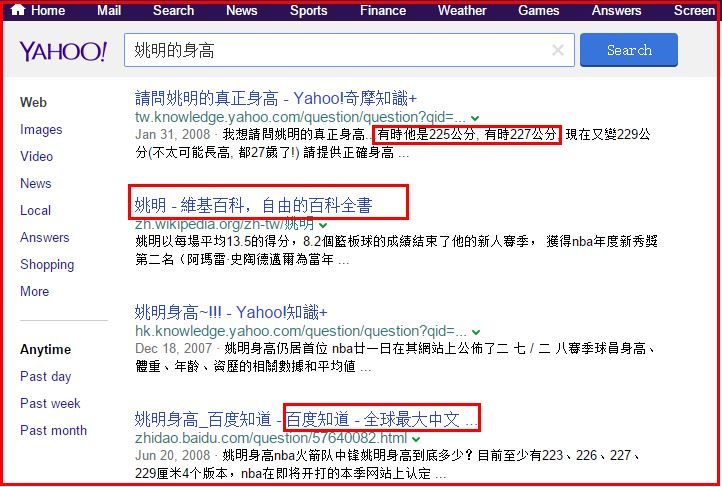 Home Mail Search News Sports Finance Weather Games Answers Screen
YAHOO! 姚明的身高 Search
Web
Images
Video
News
Local
Answers
Shopping
More
Anytime
Past day
Past week
Past month
請問姚明的真正身高 - Yahoo!奇摩知識+
tw.knowledge.yahoo.com/question/question?qid=...
Jan 31, 2008 · 我想請問姚明的真正身高.. 有時他是225公分, 有時227公分, 現在又變229公
分(不太可能長高, 都27歲了!) 請提供正確身高 ...
姚明 - 維基百科，自由的百科全書
zh.wikipedia.org/zh-tw/姚明
姚明以每場平均13.5的得分，8.2個籃板球的成績結束了他的新人賽季， 獲得nba年度新秀獎
第二名（阿瑪雷·史陶德邁爾為當年 ...
姚明身高~!!! - Yahoo!知識+
hk.knowledge.yahoo.com/question/question?qid=...
Dec 18, 2007 · 姚明身高仍居首位 nba廿一日在其網站上公佈了二 七 / 二 八賽季球員身高、
體重、年齡、資歷的相關數據和平均值 ...
姚明身高_百度知道 - 百度知道 - 全球最大中文 ...
zhidao.baidu.com/question/57640082.html
Jun 20, 2008 · 姚明身高nba火箭队中锋姚明身高到底多少? 目前至少有223、226、227、
229厘米4个版本，nba在即将开打的本季网站上认定 ...